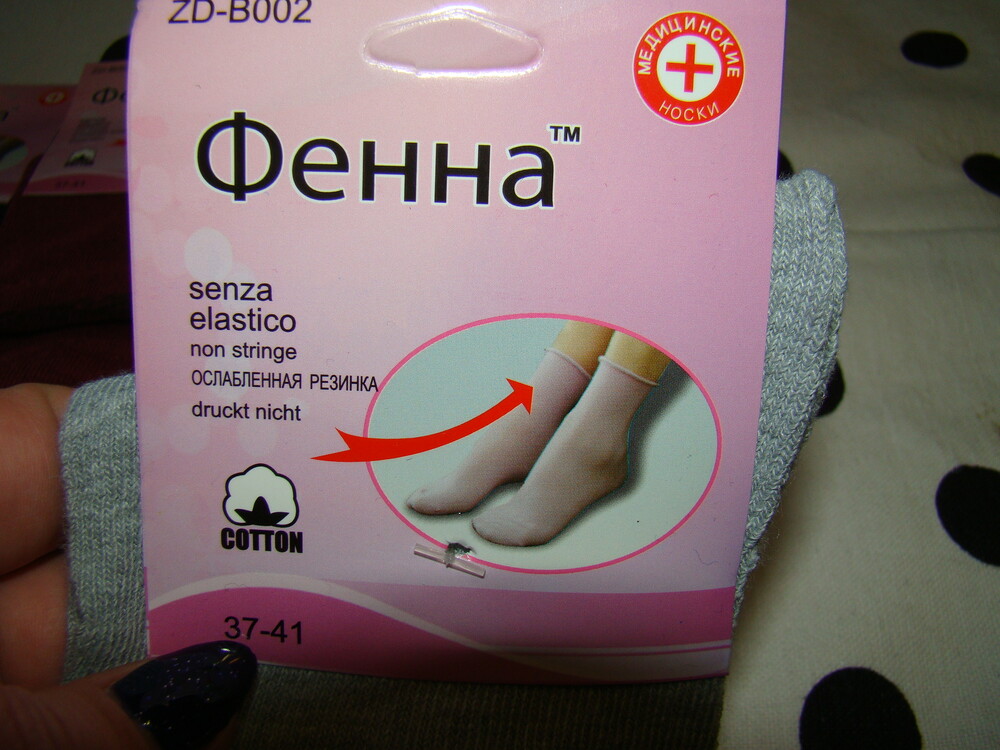 ZD-B002
МЕДИЦИНСКИЕ
НОСКИ
Фенна™
senza
elastico
non stringe
ОСЛАБЛЕННАЯ РЕЗИНКА
druckt nicht
COTTON
37-41